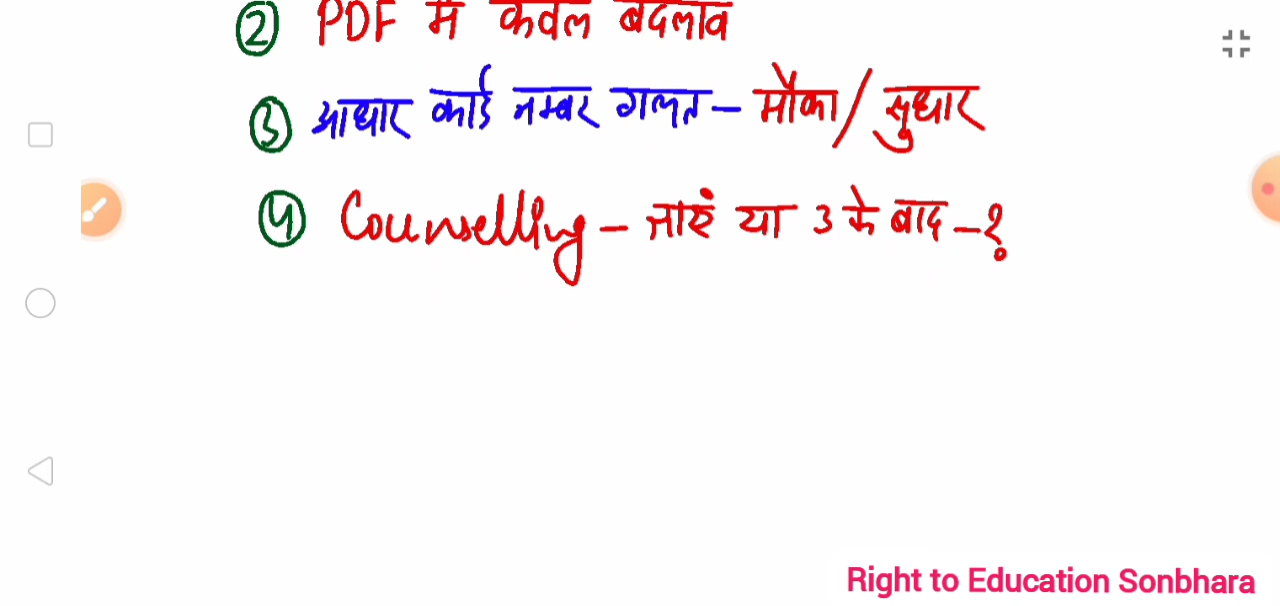 ② PDF में केवल बदलाव
③ आधार कार्ड नम्बर गलत – मौका / सुधार
④ Counselling – जाएं या 3 के बाद – ?
Right to Education Sonbhara